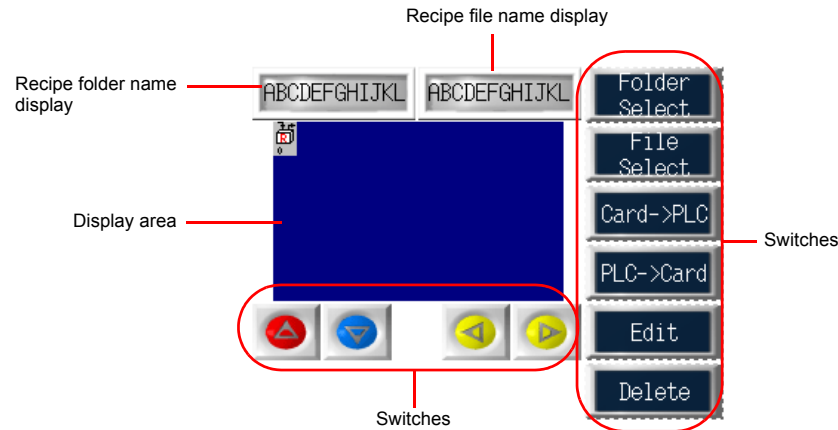 Recipe file name display
Recipe folder name
display
ABCDEFGHIJKL
ABCDEFGHIJKL
Folder
Select
File
Select
R
0
Card->PLC
Display area
Switches
PLC->Card
Edit
Delete
Switches